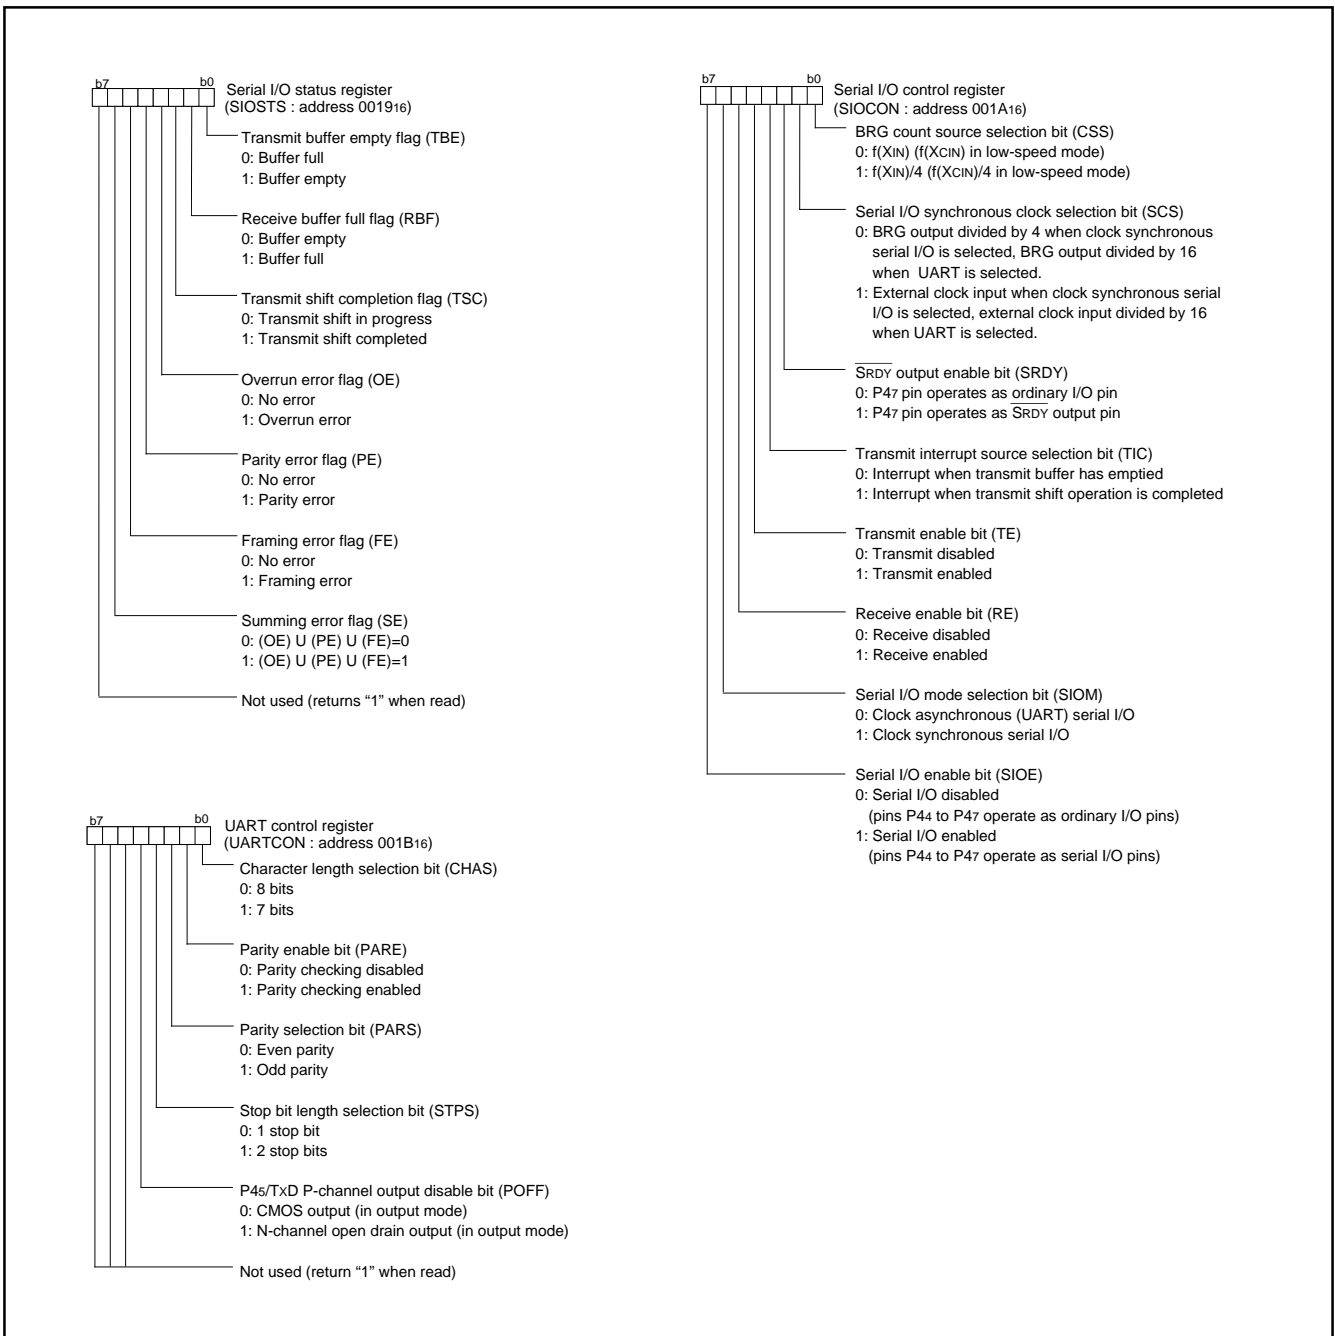 b7 b0
Serial I/O status register
(SIOSTS : address 001916)
Transmit buffer empty flag (TBE)
0: Buffer full
1: Buffer empty
Receive buffer full flag (RBF)
0: Buffer empty
1: Buffer full
Transmit shift completion flag (TSC)
0: Transmit shift in progress
1: Transmit shift completed
Overrun error flag (OE)
0: No error
1: Overrun error
Parity error flag (PE)
0: No error
1: Parity error
Framing error flag (FE)
0: No error
1: Framing error
Summing error flag (SE)
0: (OE) U (PE) U (FE)=0
1: (OE) U (PE) U (FE)=1
Not used (returns “1” when read)
b7 b0
UART control register
(UARTCON : address 001B16)
Character length selection bit (CHAS)
0: 8 bits
1: 7 bits
Parity enable bit (PARE)
0: Parity checking disabled
1: Parity checking enabled
Parity selection bit (PARS)
0: Even parity
1: Odd parity
Stop bit length selection bit (STPS)
0: 1 stop bit
1: 2 stop bits
P45/TXD P-channel output disable bit (POFF)
0: CMOS output (in output mode)
1: N-channel open drain output (in output mode)
Not used (return “1” when read)
b7 b0
Serial I/O control register
(SIOCON : address 001A16)
BRG count source selection bit (CSS)
0: f(XIN) (f(XCIN) in low-speed mode)
1: f(XIN)/4 (f(XCIN)/4 in low-speed mode)
Serial I/O synchronous clock selection bit (SCS)
0: BRG output divided by 4 when clock synchronous
serial I/O is selected, BRG output divided by 16
when UART is selected.
1: External clock input when clock synchronous serial
I/O is selected, external clock input divided by 16
when UART is selected.
SRDY output enable bit (SRDY)
0: P47 pin operates as ordinary I/O pin
1: P47 pin operates as SRDY output pin
Transmit interrupt source selection bit (TIC)
0: Interrupt when transmit buffer has emptied
1: Interrupt when transmit shift operation is completed
Transmit enable bit (TE)
0: Transmit disabled
1: Transmit enabled
Receive enable bit (RE)
0: Receive disabled
1: Receive enabled
Serial I/O mode selection bit (SIOM)
0: Clock asynchronous (UART) serial I/O
1: Clock synchronous serial I/O
Serial I/O enable bit (SIOE)
0: Serial I/O disabled
(pins P44 to P47 operate as ordinary I/O pins)
1: Serial I/O enabled
(pins P44 to P47 operate as serial I/O pins)